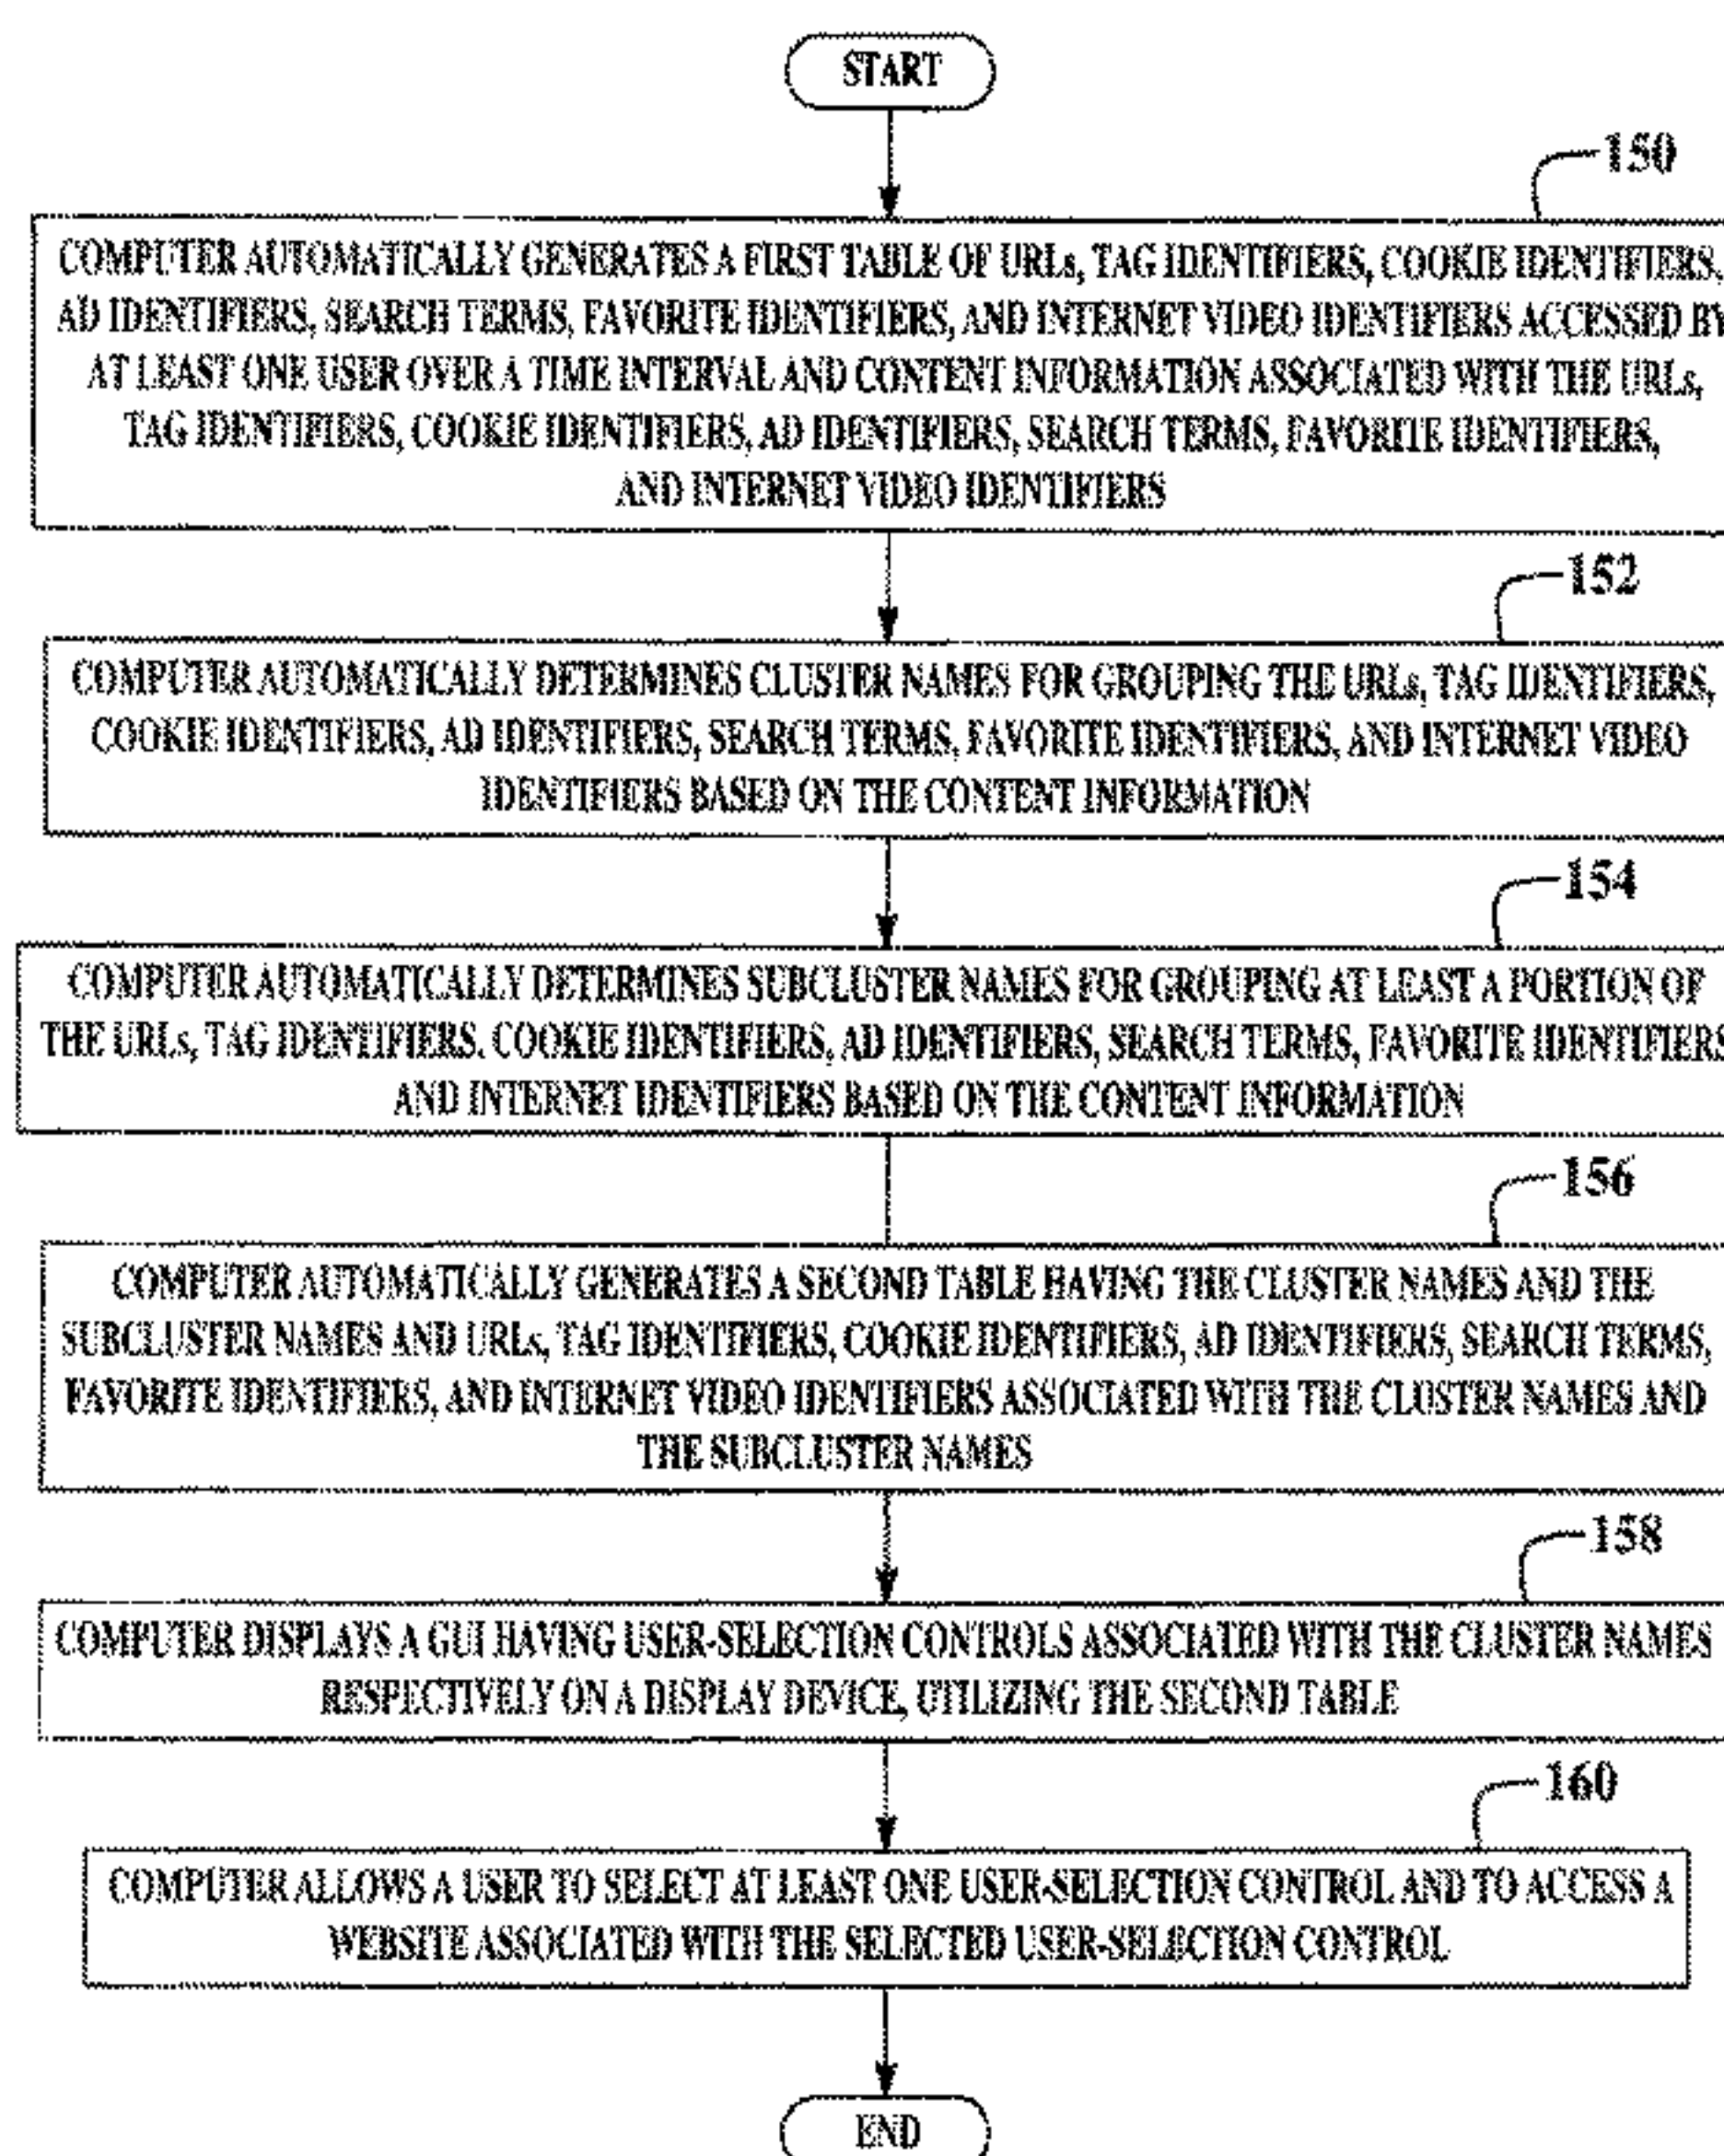 START
150
COMPUTER AUTOMATICALLY GENERATES A FIRST TABLE OF URLs, TAG IDENTIFIERS, COOKIE IDENTIFIERS,
AD IDENTIFIERS, SEARCH TERMS, FAVORITE IDENTIFIERS, AND INTERNET VIDEO IDENTIFIERS ACCESSED BY
AT LEAST ONE USER OVER A TIME INTERVAL AND CONTENT INFORMATION ASSOCIATED WITH THE URLs,
TAG IDENTIFIERS, COOKIE IDENTIFIERS, AD IDENTIFIERS, SEARCH TERMS, FAVORITE IDENTIFIERS,
AND INTERNET VIDEO IDENTIFIERS
152
COMPUTER AUTOMATICALLY DETERMINES CLUSTER NAMES FOR GROUPING THE URLs, TAG IDENTIFIERS,
COOKIE IDENTIFIERS, AD IDENTIFIERS, SEARCH TERMS, FAVORITE IDENTIFIERS, AND INTERNET VIDEO
IDENTIFIERS BASED ON THE CONTENT INFORMATION
154
COMPUTER AUTOMATICALLY DETERMINES SUBCLUSTER NAMES FOR GROUPING AT LEAST A PORTION OF
THE URLs, TAG IDENTIFIERS, COOKIE IDENTIFIERS, AD IDENTIFIERS, SEARCH TERMS, FAVORITE IDENTIFIERS
AND INTERNET IDENTIFIERS BASED ON THE CONTENT INFORMATION
156
COMPUTER AUTOMATICALLY GENERATES A SECOND TABLE HAVING THE CLUSTER NAMES AND THE
SUBCLUSTER NAMES AND URLs, TAG IDENTIFIERS, COOKIE IDENTIFIERS, AD IDENTIFIERS, SEARCH TERMS,
FAVORITE IDENTIFIERS, AND INTERNET VIDEO IDENTIFIERS ASSOCIATED WITH THE CLUSTER NAMES AND
THE SUBCLUSTER NAMES
158
COMPUTER DISPLAYS A GUI HAVING USER-SELECTION CONTROLS ASSOCIATED WITH THE CLUSTER NAMES
RESPECTIVELY ON A DISPLAY DEVICE, UTILIZING THE SECOND TABLE
160
COMPUTER ALLOWS A USER TO SELECT AT LEAST ONE USER-SELECTION CONTROL AND TO ACCESS A
WEBSITE ASSOCIATED WITH THE SELECTED USER-SELECTION CONTROL
END